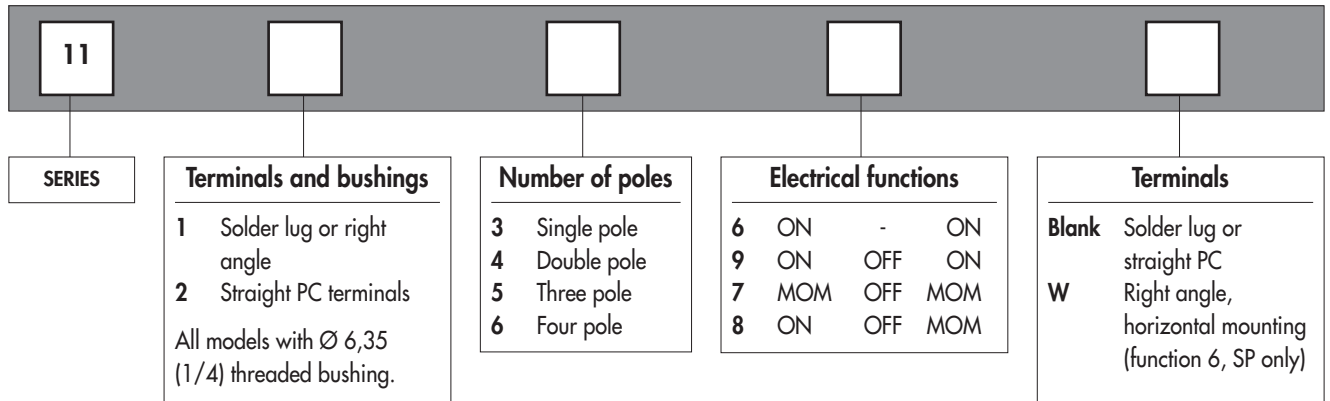 11
SERIES
Terminals and bushings
1 Solder lug or right
angle
2 Straight PC terminals
All models with Ø 6,35
(1/4) threaded bushing.
Number of poles
3 Single pole
4 Double pole
5 Three pole
6 Four pole
Electrical functions
6 ON - ON
9 ON OFF ON
7 MOM OFF MOM
8 ON OFF MOM
Terminals
Blank Solder lug or
straight PC
W Right angle,
horizontal mounting
(function 6, SP only)